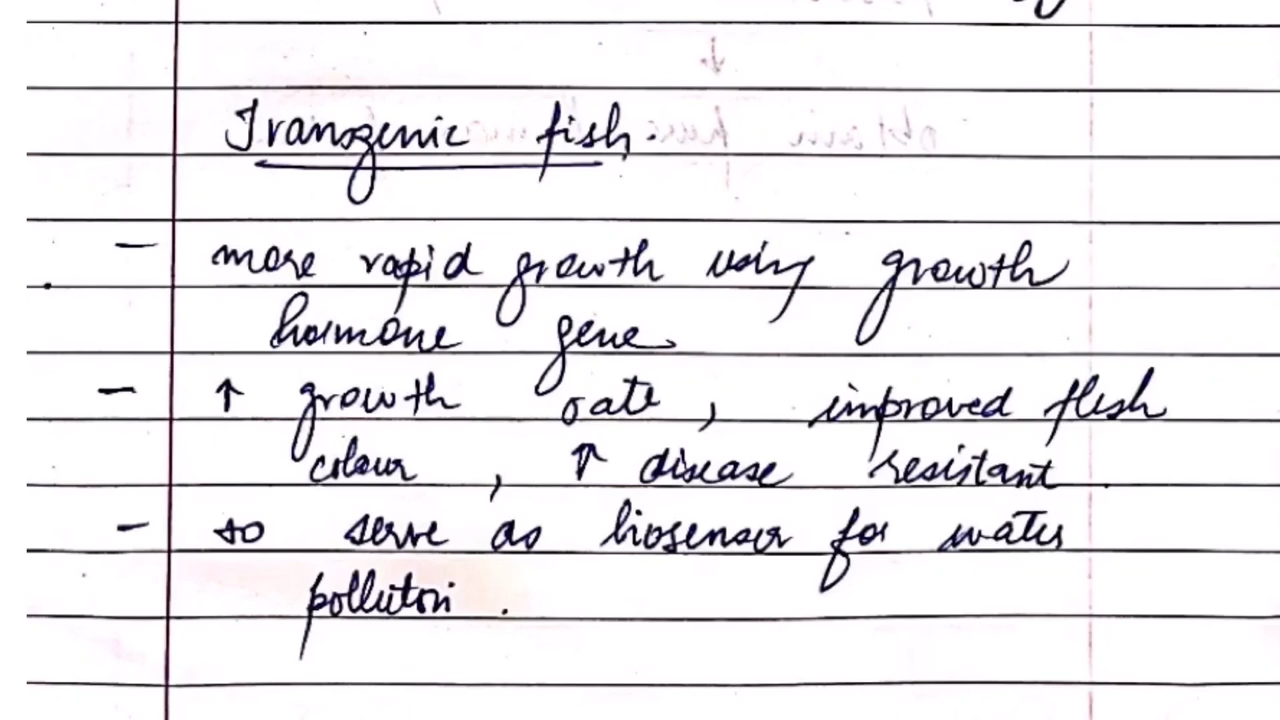 Transgenic fish.
- more rapid growth using growth
hormone gene
- ↑ growth rate, improved flesh
colour, ↑ disease resistant.
- to serve as biosensor for water
pollution.